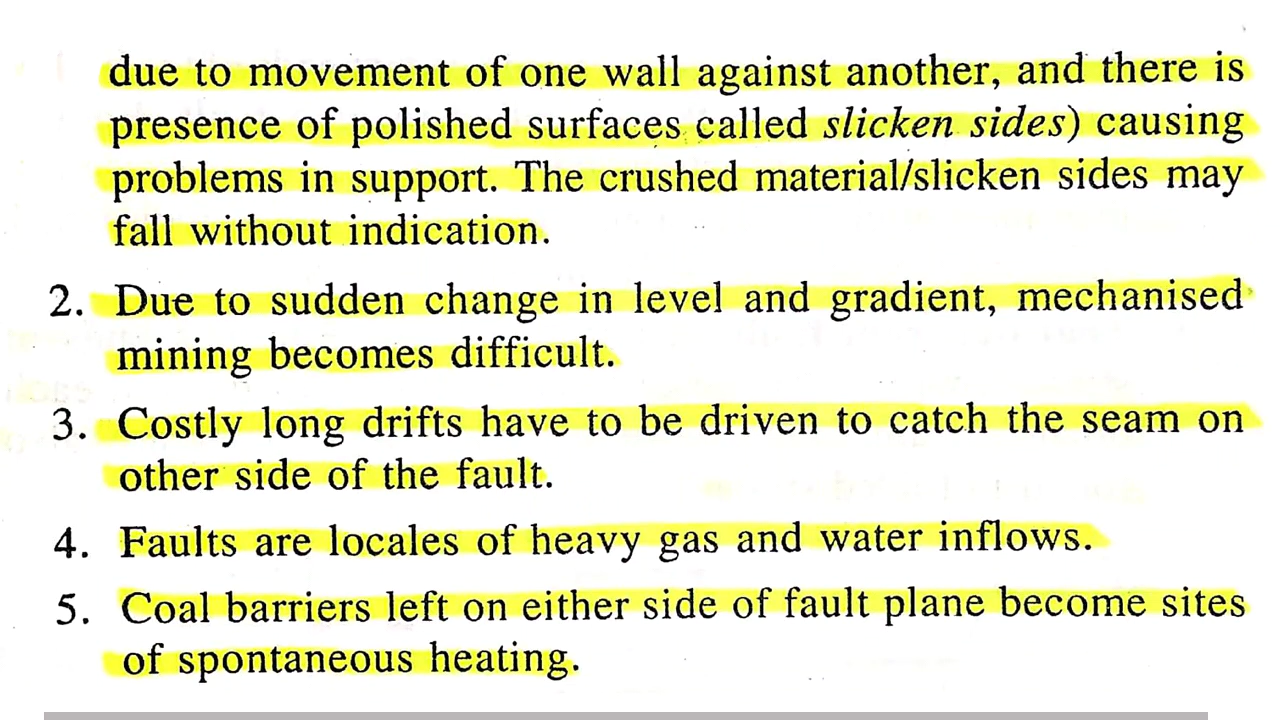 due to movement of one wall against another, and there is
presence of polished surfaces called slicken sides) causing
problems in support. The crushed material/slicken sides may
fall without indication.
2. Due to sudden change in level and gradient, mechanised
mining becomes difficult.
3. Costly long drifts have to be driven to catch the seam on
other side of the fault.
4. Faults are locales of heavy gas and water inflows.
5. Coal barriers left on either side of fault plane become sites
of spontaneous heating.